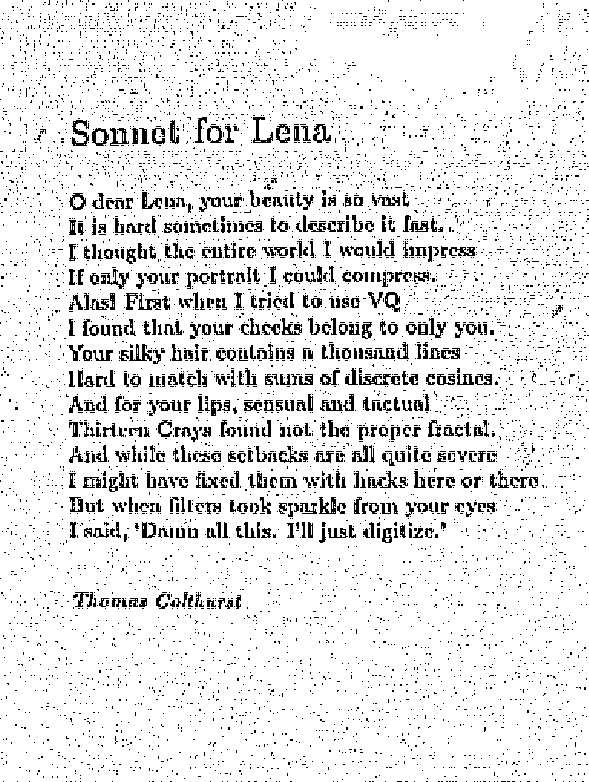 Sonnet for Lena
O dear Lena, your beauty is so vast
It is hard sometimes to describe it fast.
I thought the entire world I would impress
If only your portrait I could compress.
Alas! First when I tried to use VQ
I found that your cheeks belong to only you.
Your silky hair contains a thousand lines
Hard to match with sums of discrete cosines.
And for your lips, sensual and tactual
Thirteen Crays found not the proper fractal.
And while these setbacks are all quite severe
I might have fixed them with hacks here or there
But when filters took sparkle from your eyes
I said, 'Damn all this. I'll just digitize.'
Thomas Colthurst